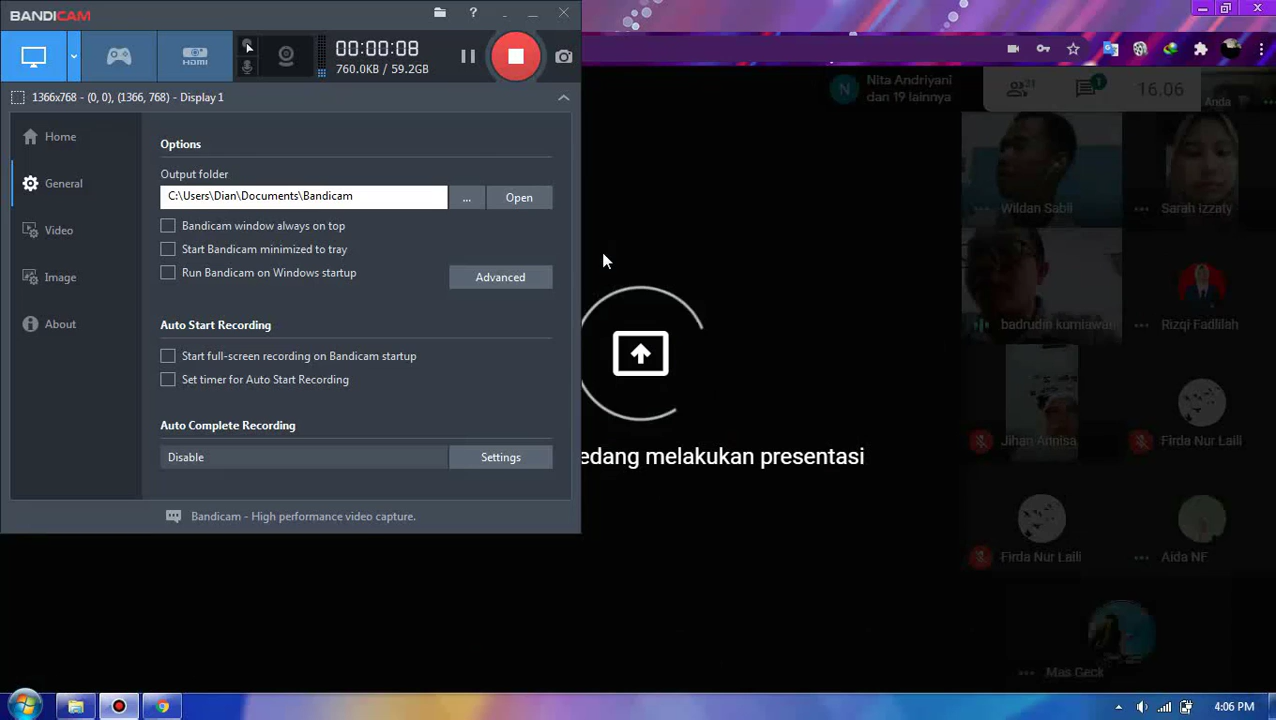 BANDICAM
?
HDMI
00:00:08
760.0KB / 59.2GB
1366x768 - (0, 0), (1366, 768) - Display 1
Home
General
Video
Image
About
Options
Output folder
C:\Users\Dian\Documents\Bandicam
...
Open
Bandicam window always on top
Start Bandicam minimized to tray
Run Bandicam on Windows startup
Advanced
Auto Start Recording
Start full-screen recording on Bandicam startup
Set timer for Auto Start Recording
Auto Complete Recording
Disable
Settings
Bandicam - High performance video capture.
edang melakukan presentasi
N
Nita Andriyani
dan 19 lainnya
21
1
16.06
Anda
Wildan Sabil
Sarah izzaty
badrudin kurniawan
Rizqi Fadlilah
Jihan Annisa
Firda Nur Laili
Firda Nur Laili
Aida NF
Mas Geck
4:06 PM